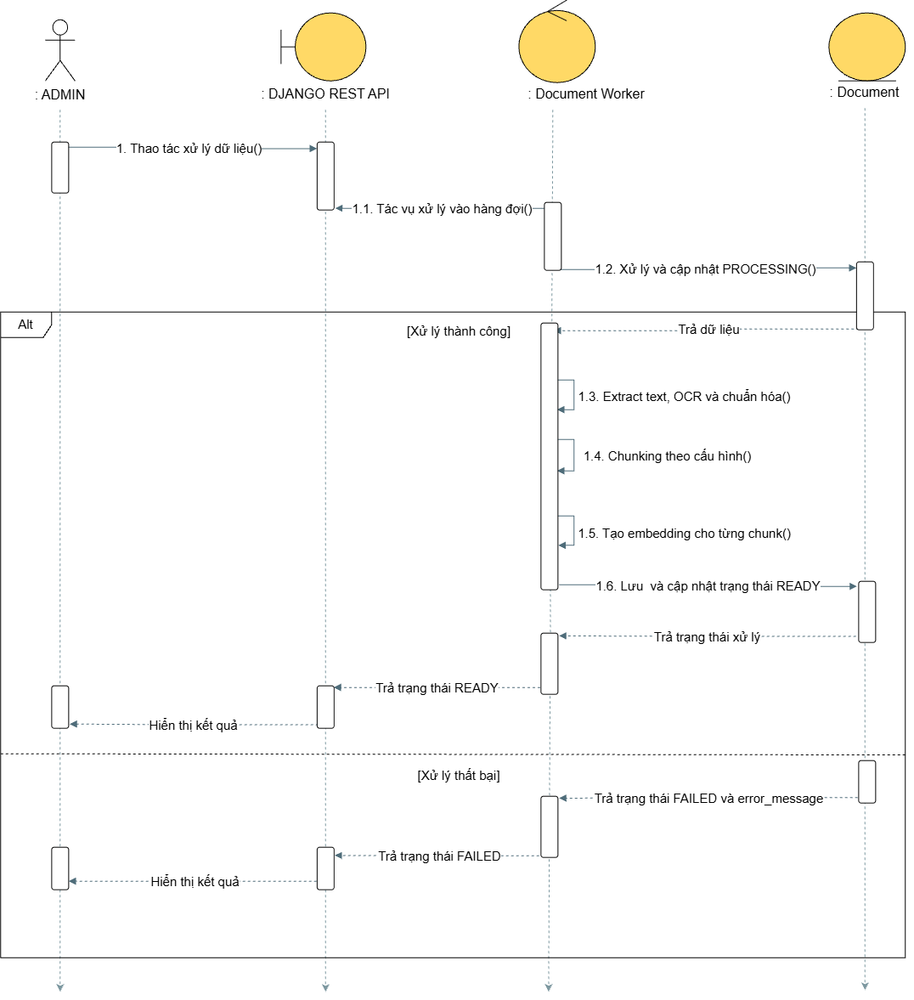 : ADMIN
: DJANGO REST API
: Document Worker
: Document
1. Thao tác xử lý dữ liệu()
1.1. Tác vụ xử lý vào hàng đợi()
1.2. Xử lý và cập nhật PROCESSING()
Alt
[Xử lý thành công]
Trả dữ liệu
1.3. Extract text, OCR và chuẩn hóa()
1.4. Chunking theo cấu hình()
1.5. Tạo embedding cho từng chunk()
1.6. Lưu  và cập nhật trạng thái READY
Trả trạng thái xử lý
Trả trạng thái READY
Hiển thị kết quả
[Xử lý thất bại]
Trả trạng thái FAILED và error_message
Trả trạng thái FAILED
Hiển thị kết quả